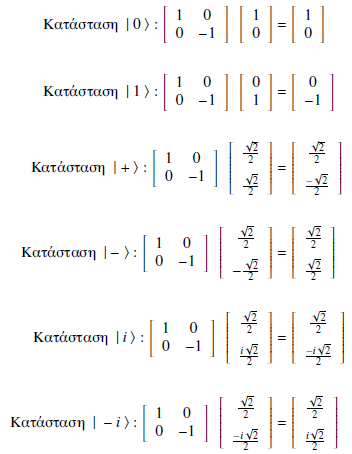 Κατάσταση | 0 ⟩ : [1 0; 0 −1] [1; 0] = [1; 0]
Κατάσταση | 1 ⟩ : [1 0; 0 −1] [0; 1] = [0; −1]
Κατάσταση | + ⟩ : [1 0; 0 −1] [√2/2; √2/2] = [√2/2; −√2/2]
Κατάσταση | − ⟩ : [1 0; 0 −1] [√2/2; −√2/2] = [−√2/2; √2/2]
Κατάσταση | i ⟩ : [1 0; 0 −1] [√2/2; i√2/2] = [√2/2; −i√2/2]
Κατάσταση | − i ⟩ : [1 0; 0 −1] [√2/2; −i√2/2] = [√2/2; i√2/2]